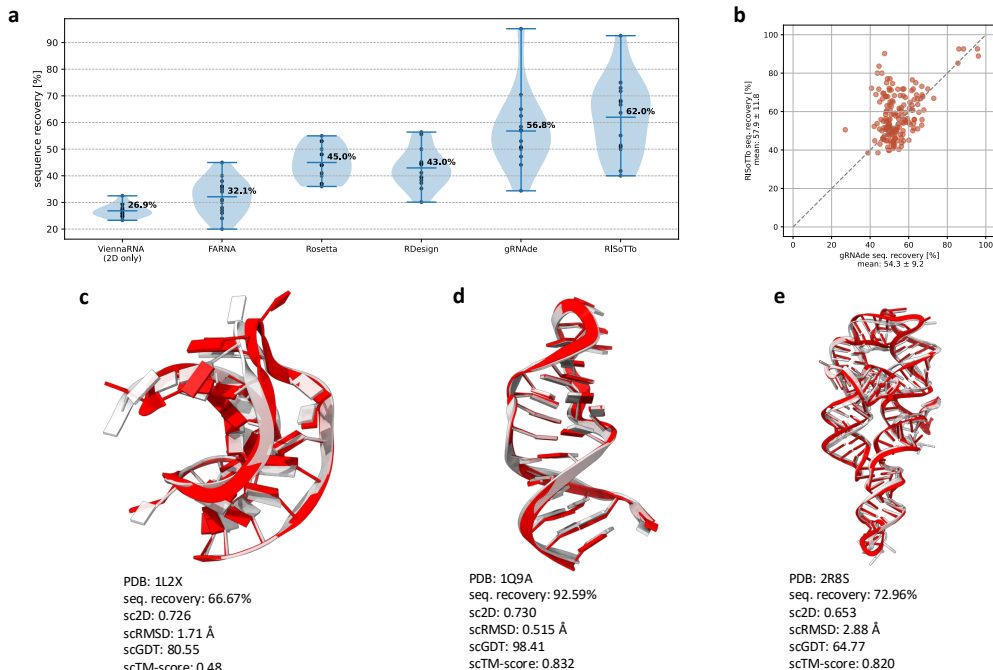 a
sequence recovery [%]
90
80
70
60
50
40
30
20
26.9%
32.1%
45.0%
43.0%
56.8%
62.0%
ViennaRNA
(2D only)
FARNA
Rosetta
RDesign
gRNAde
RISoTTo
b
RISoTTo seq. recovery [%]
mean: 57.9 ± 11.8
100
80
60
40
20
0
0 20 40 60 80 100
gRNAde seq. recovery [%]
mean: 54.3 ± 9.2
c
PDB: 1L2X
seq. recovery: 66.67%
sc2D: 0.726
scRMSD: 1.71 Å
scGDT: 80.55
scTM-score: 0.48
d
PDB: 1Q9A
seq. recovery: 92.59%
sc2D: 0.730
scRMSD: 0.515 Å
scGDT: 98.41
scTM-score: 0.832
e
PDB: 2R8S
seq. recovery: 72.96%
sc2D: 0.653
scRMSD: 2.88 Å
scGDT: 64.77
scTM-score: 0.820